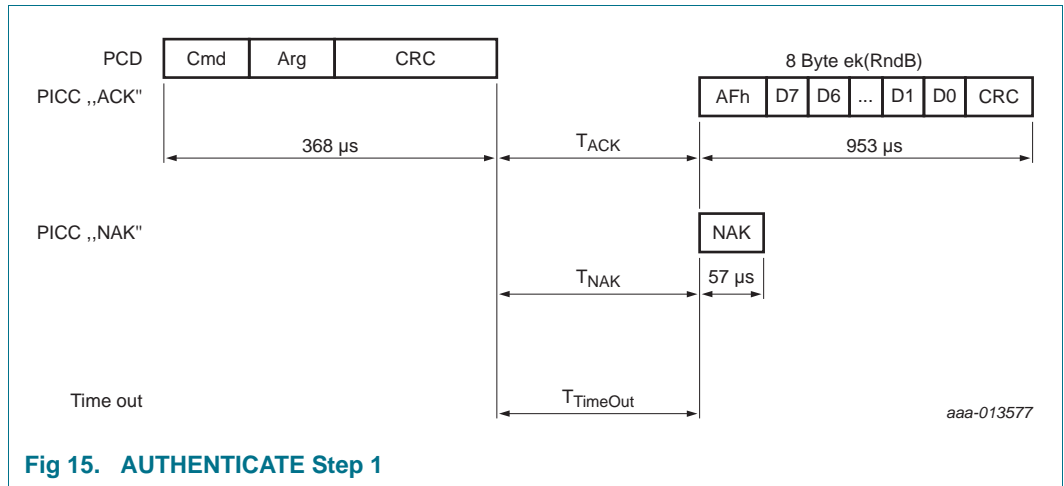 PCD Cmd Arg CRC
8 Byte ek(RndB)
PICC ,,ACK" AFh D7 D6 ... D1 D0 CRC
368 µs TACK 953 µs
PICC ,,NAK" NAK
TNAK 57 µs
Time out TTimeOut
aaa-013577
Fig 15. AUTHENTICATE Step 1